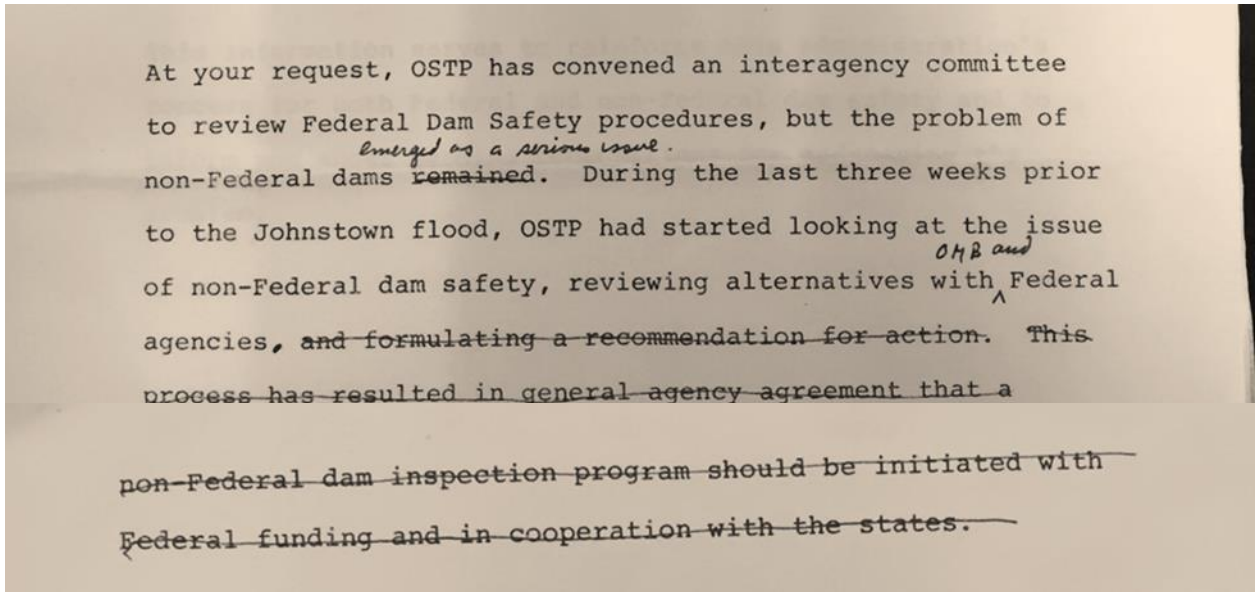 At your request, OSTP has convened an interagency committee
to review Federal Dam Safety procedures, but the problem of
emerged as a serious issue.
non-Federal dams remained. During the last three weeks prior
to the Johnstown flood, OSTP had started looking at the issue
OMB and
of non-Federal dam safety, reviewing alternatives with Federal
agencies, and formulating a recommendation for action. This
process has resulted in general agency agreement that a
non-Federal dam inspection program should be initiated with
Federal funding and in cooperation with the states.